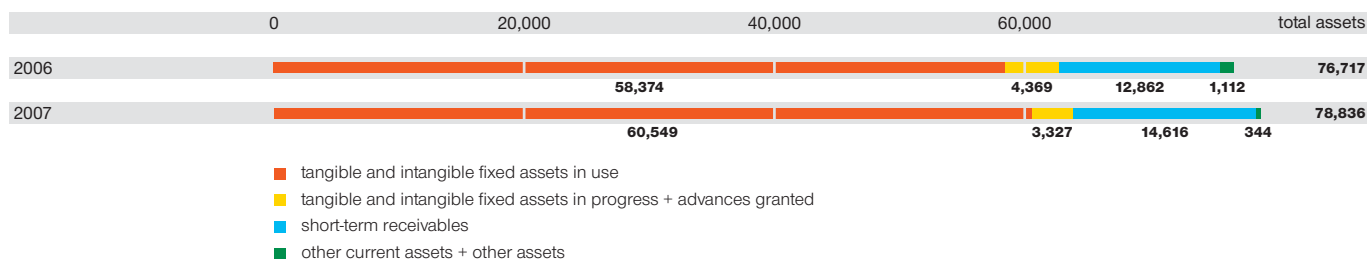 0 20,000 40,000 60,000 total assets
2006 76,717
58,374 4,369 12,862 1,112
2007 78,836
60,549 3,327 14,616 344
tangible and intangible fixed assets in use
tangible and intangible fixed assets in progress + advances granted
short-term receivables
other current assets + other assets